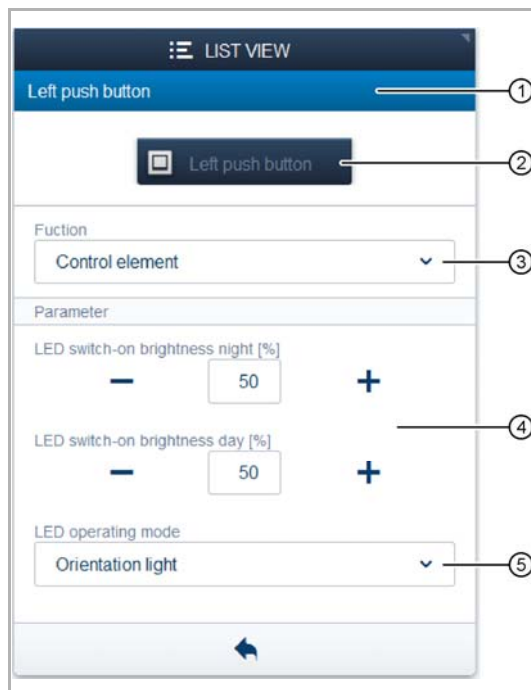 LIST VIEW
Left push button
1
Left push button
2
Fuction
Control element
3
Parameter
LED switch-on brightness night [%]
50
4
LED switch-on brightness day [%]
50
LED operating mode
Orientation light
5